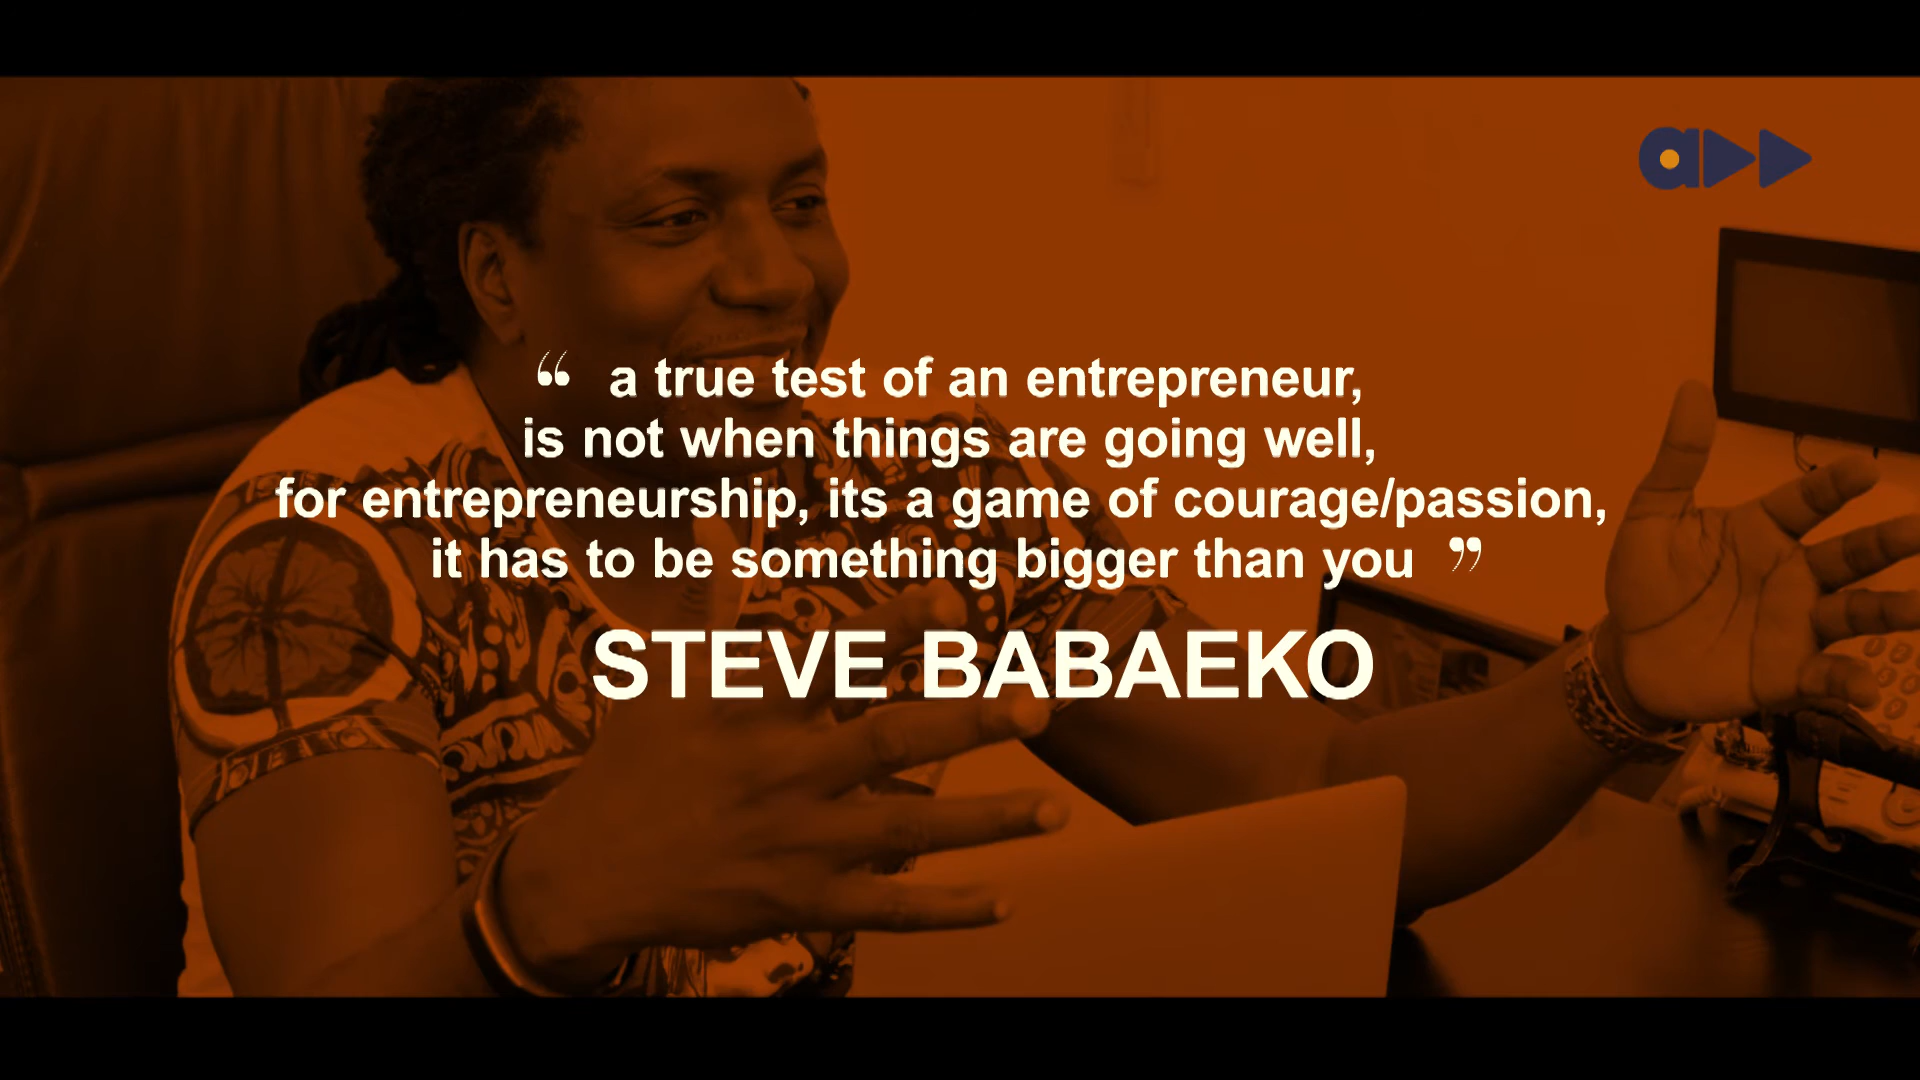 “ a true test of an entrepreneur,
is not when things are going well,
for entrepreneurship, its a game of courage/passion,
it has to be something bigger than you ”
STEVE BABAEKO